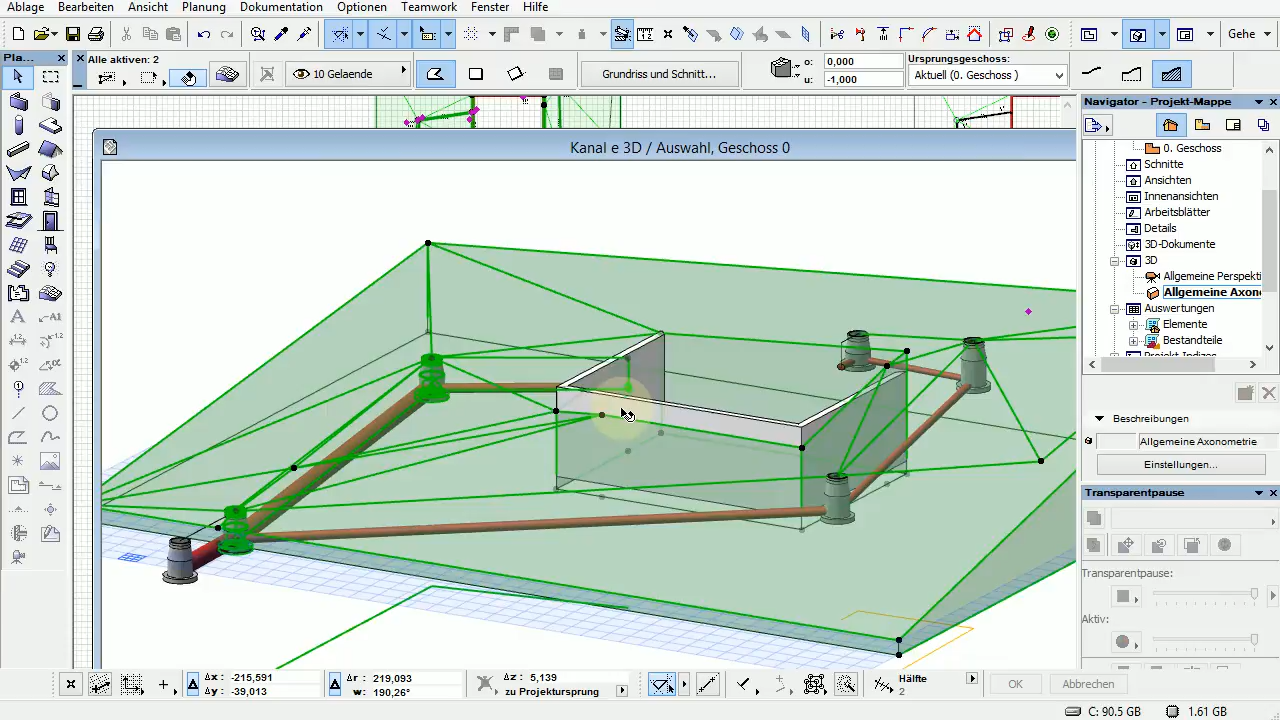 Ablage Bearbeiten Ansicht Planung Dokumentation Optionen Teamwork Fenster Hilfe
Gehe
Pla...
Alle aktiven: 2
10 Gelaende
Grundriss und Schnitt...
o: 0,000
u: -1,000
Ursprungsgeschoss:
Aktuell (0. Geschoss )
Navigator - Projekt-Mappe
Kanal e 3D / Auswahl, Geschoss 0
0. Geschoss
Schnitte
Ansichten
Innenansichten
Arbeitsblätter
Details
3D-Dokumente
3D
Allgemeine Perspekti
Allgemeine Axono
Auswertungen
Elemente
Bestandteile
Projekt-Indizes
Beschreibungen
Allgemeine Axonometrie
Einstellungen...
Transparentpause
Transparentpause:
Aktiv:
Δx: -215,591
Δy: -39,013
Δr: 219,093
w: 190,26°
Δz: 5,139
zu Projektursprung
Hälfte
2
OK
Abbrechen
C: 90.5 GB
1.61 GB